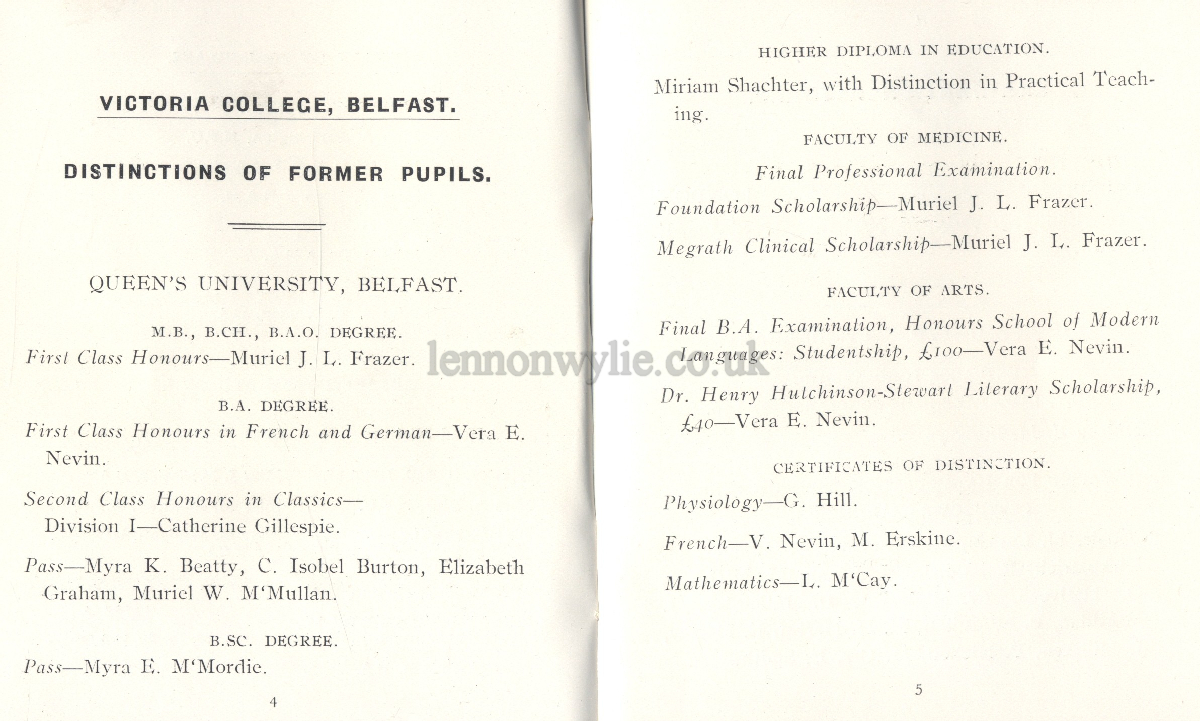 VICTORIA COLLEGE, BELFAST.
DISTINCTIONS OF FORMER PUPILS.
QUEEN'S UNIVERSITY, BELFAST.
M.B., B.CH., B.A.O. DEGREE.
First Class Honours—Muriel J. L. Frazer.
B.A. DEGREE.
First Class Honours in French and German—Vera E.
Nevin.
Second Class Honours in Classics—
Division I—Catherine Gillespie.
Pass—Myra K. Beatty, C. Isobel Burton, Elizabeth
Graham, Muriel W. M‘Mullan.
B.SC. DEGREE.
Pass—Myra E. M‘Mordie.
4
HIGHER DIPLOMA IN EDUCATION.
Miriam Shachter, with Distinction in Practical Teach-
ing.
FACULTY OF MEDICINE.
Final Professional Examination.
Foundation Scholarship—Muriel J. L. Frazer.
Megrath Clinical Scholarship—Muriel J. L. Frazer.
FACULTY OF ARTS.
Final B.A. Examination, Honours School of Modern
Languages: Studentship, £100—Vera E. Nevin.
Dr. Henry Hutchinson-Stewart Literary Scholarship,
£40—Vera E. Nevin.
CERTIFICATES OF DISTINCTION.
Physiology—G. Hill.
French—V. Nevin, M. Erskine.
Mathematics—L. M‘Cay.
5
lennonwylie.co.uk